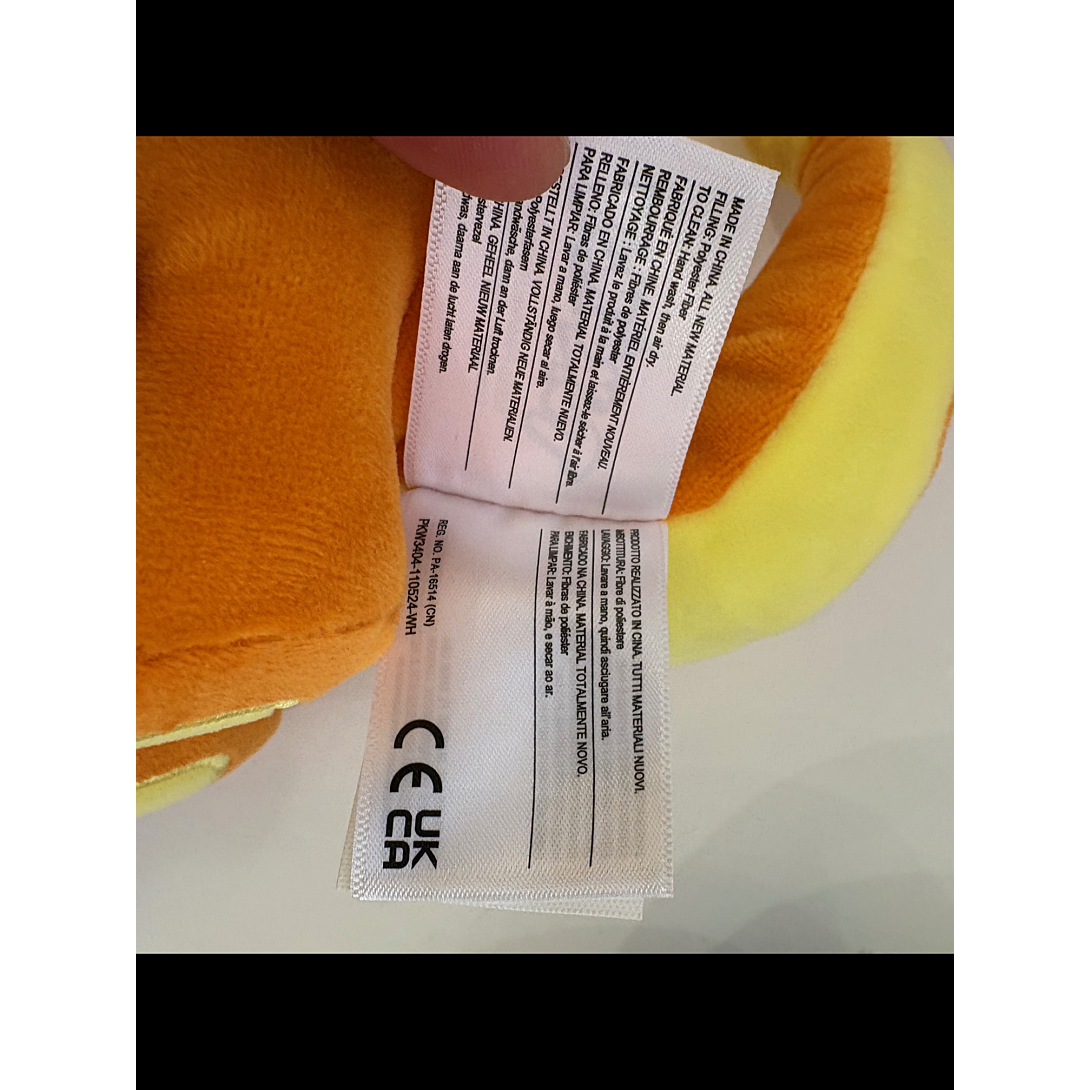 MADE IN CHINA. ALL NEW MATERIAL
FILLING: Polyester Fiber
TO CLEAN: Hand wash, then air dry.
FABRIQUE EN CHINE. MATÉRIEL ENTIÈREMENT NOUVEAU.
REMBOURRAGE : Fibres de polyester
NETTOYAGE : Lavez le produit à la main et laissez-le sécher à l'air libre.
FABRICADO EN CHINA. MATERIAL TOTALMENTE NUEVO.
RELLENO: Fibras de poliéster
PARA LIMPIAR: Lavar a mano, luego secar al aire.
IN CHINA. VOLLSTÄNDIG NEUE MATERIALIEN.
Polyesterfasern
dann an der Luft trocknen.
GEHEEL NIEUW MATERIAAL
daarna aan de lucht laten drogen.
PRODOTTO REALIZZATO IN CINA. TUTTI MATERIALI NUOVI.
IMBOTTITURA: Fibre di poliestere
LAVAGGIO: Lavare a mano, quindi asciugare all'aria.
FABRICADO NA CHINA. MATERIAL TOTALMENTE NOVO.
ENCHIMENTO: Fibras de poliéster
PARA LIMPAR: Lavar à mão, e secar ao ar.
REG. NO. PA-16514 (CN)
PKW3404-110524-WH
CE
UK
CA